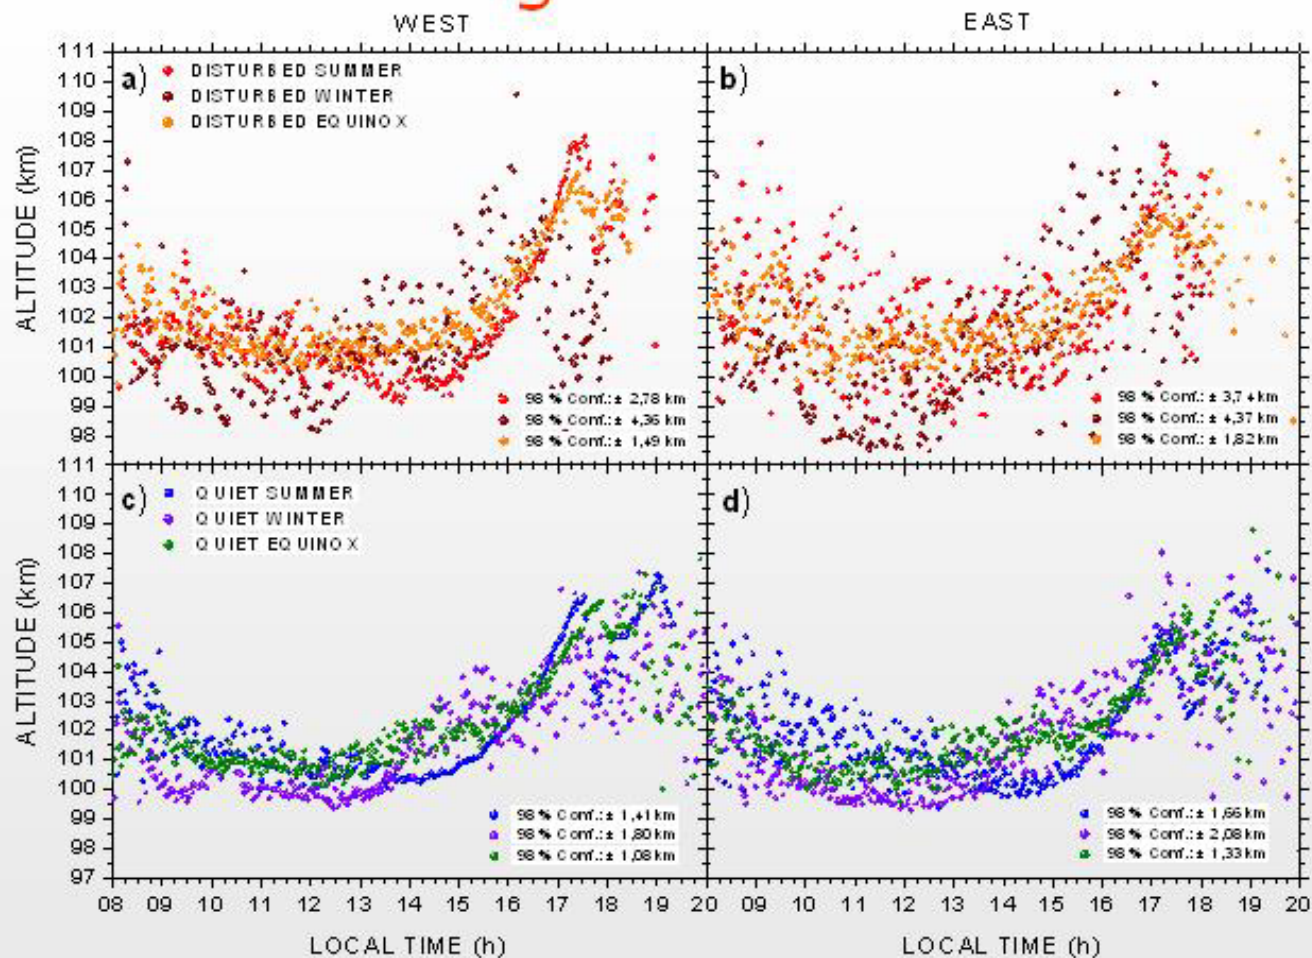 WEST
EAST
a)
DISTURBED SUMMER
DISTURBED WINTER
DISTURBED EQUINOX
b)
111
110
109
108
107
106
105
104
103
102
101
100
99
98
ALTITUDE (km)
98 % Conf.: ± 2,78 km
98 % Conf.: ± 4,36 km
98 % Conf.: ± 1,49 km
98 % Conf.: ± 3,74 km
98 % Conf.: ± 4,37 km
98 % Conf.: ± 1,82 km
c)
QUIET SUMMER
QUIET WINTER
QUIET EQUINOX
d)
111
110
109
108
107
106
105
104
103
102
101
100
99
98
97
ALTITUDE (km)
98 % Conf.: ± 1,41 km
98 % Conf.: ± 1,80 km
98 % Conf.: ± 1,08 km
98 % Conf.: ± 1,66 km
98 % Conf.: ± 2,08 km
98 % Conf.: ± 1,33 km
08 09 10 11 12 13 14 15 16 17 18 19 20 09 10 11 12 13 14 15 16 17 18 19 20
LOCAL TIME (h)
LOCAL TIME (h)